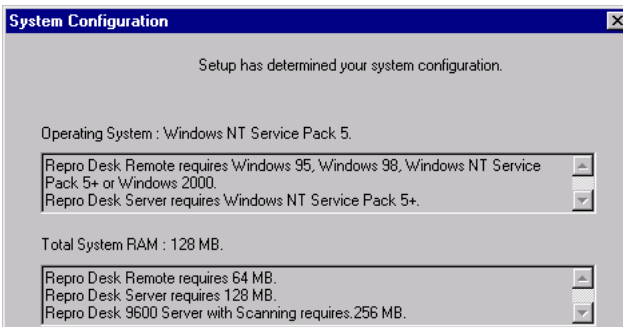 System Configuration
Setup has determined your system configuration.
Operating System : Windows NT Service Pack 5.
Repro Desk Remote requires Windows 95, Windows 98, Windows NT Service
Pack 5+ or Windows 2000.
Repro Desk Server requires Windows NT Service Pack 5+.
Total System RAM : 128 MB.
Repro Desk Remote requires 64 MB.
Repro Desk Server requires 128 MB.
Repro Desk 9600 Server with Scanning requires.256 MB.